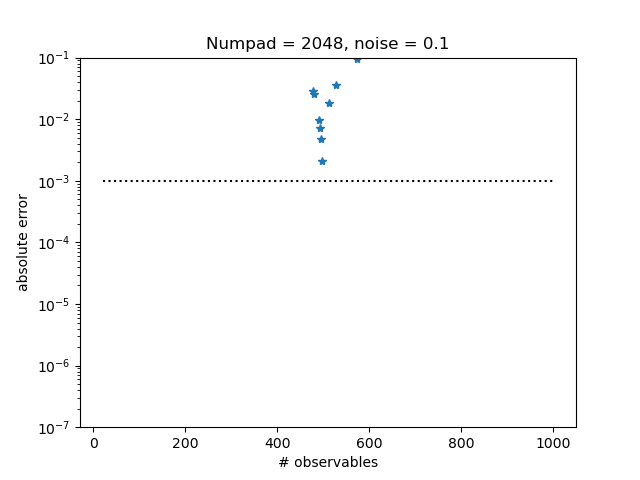 Numpad = 2048, noise = 0.1
10⁻¹
10⁻²
10⁻³
10⁻⁴
10⁻⁵
10⁻⁶
10⁻⁷
absolute error
0 200 400 600 800 1000
# observables